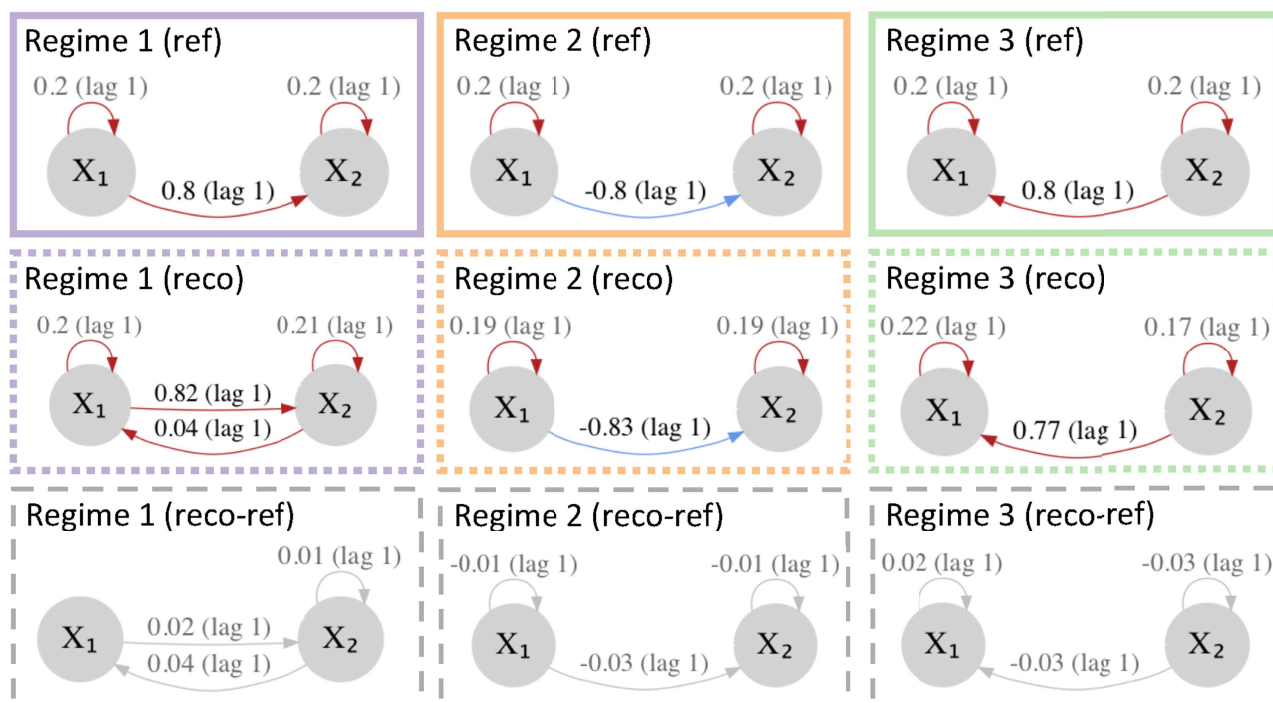 Regime 1 (ref)
0.2 (lag 1)
0.2 (lag 1)
X₁
X₂
0.8 (lag 1)
Regime 2 (ref)
0.2 (lag 1)
0.2 (lag 1)
X₁
X₂
-0.8 (lag 1)
Regime 3 (ref)
0.2 (lag 1)
0.2 (lag 1)
X₁
X₂
0.8 (lag 1)
Regime 1 (reco)
0.2 (lag 1)
0.21 (lag 1)
X₁
X₂
0.82 (lag 1)
0.04 (lag 1)
Regime 2 (reco)
0.19 (lag 1)
0.19 (lag 1)
X₁
X₂
-0.83 (lag 1)
Regime 3 (reco)
0.22 (lag 1)
0.17 (lag 1)
X₁
X₂
0.77 (lag 1)
Regime 1 (reco-ref)
0.01 (lag 1)
X₁
X₂
0.02 (lag 1)
0.04 (lag 1)
Regime 2 (reco-ref)
-0.01 (lag 1)
-0.01 (lag 1)
X₁
X₂
-0.03 (lag 1)
Regime 3 (reco-ref)
0.02 (lag 1)
-0.03 (lag 1)
X₁
X₂
-0.03 (lag 1)